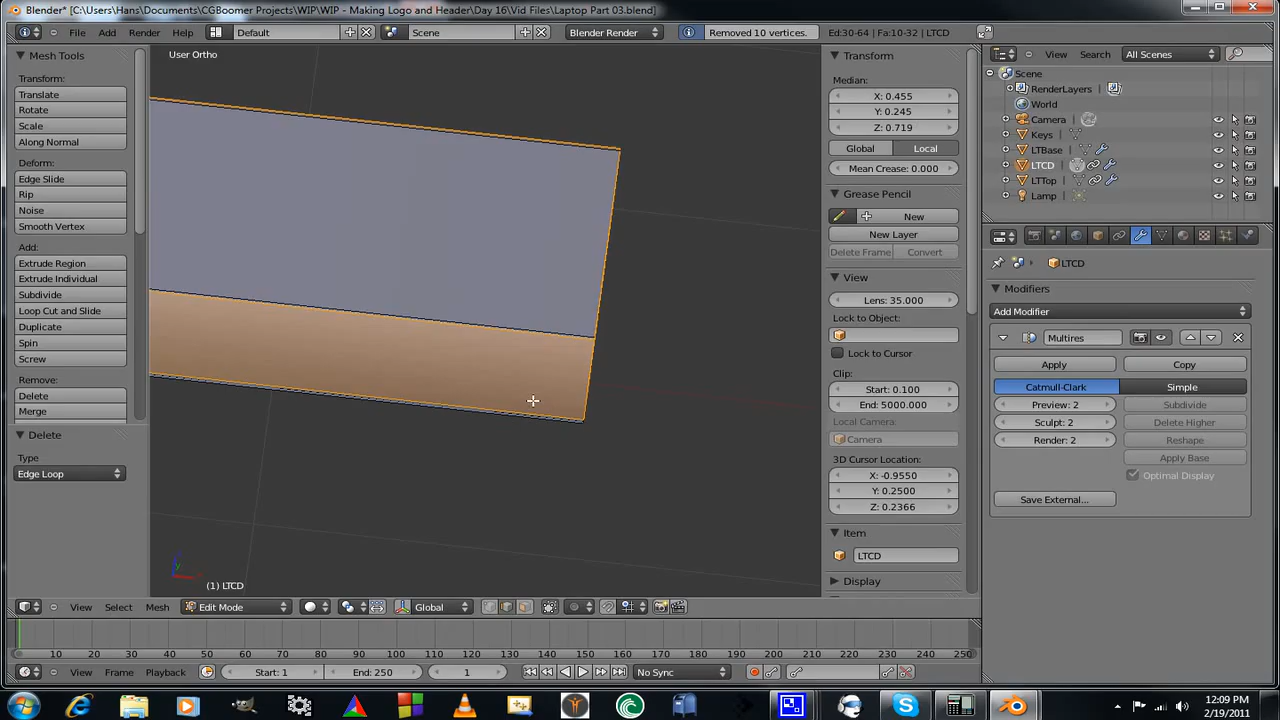 Blender* [C:\Users\Hans\Documents\CGBoomer Projects\WIP\WIP - Making Logo and Header\Day 16\Vid Files\Laptop Part 03.blend]
File Add Render Help Default Scene Blender Render Removed 10 vertices. Ed:30-64 | Fa:10-32 | LTCD
View Search All Scenes
Mesh Tools
Transform:
Translate
Rotate
Scale
Along Normal
Deform:
Edge Slide
Rip
Noise
Smooth Vertex
Add:
Extrude Region
Extrude Individual
Subdivide
Loop Cut and Slide
Duplicate
Spin
Screw
Remove:
Delete
Merge
Delete
Type
Edge Loop
User Ortho
(1) LTCD
Transform
Median:
X: 0.455
Y: 0.245
Z: 0.719
Global Local
Mean Crease: 0.000
Grease Pencil
New
New Layer
Delete Frame Convert
View
Lens: 35.000
Lock to Object:
Lock to Cursor
Clip:
Start: 0.100
End: 5000.000
Local Camera:
Camera
3D Cursor Location:
X: -0.9550
Y: 0.2500
Z: 0.2366
Item
LTCD
Display
Scene
RenderLayers
World
Camera
Keys
LTBase
LTCD
LTTop
Lamp
LTCD
Modifiers
Add Modifier
Multires
Apply Copy
Catmull-Clark Simple
Preview: 2 Subdivide
Sculpt: 2 Delete Higher
Render: 2 Reshape
Apply Base
Optimal Display
Save External...
View Select Mesh Edit Mode Global
0 10 20 30 40 50 60 70 80 90 100 110 120 130 140 150 160 170 180 190 200 210 220 230 240 250
View Frame Playback Start: 1 End: 250 1 No Sync
12:09 PM
2/19/2011